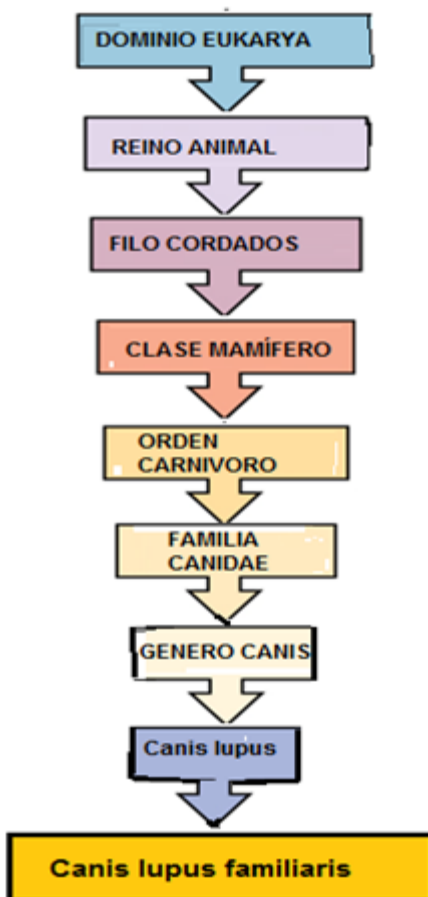 DOMINIO EUKARYA
REINO ANIMAL
FILO CORDADOS
CLASE MAMÍFERO
ORDEN
CARNIVORO
FAMILIA
CANIDAE
GENERO CANIS
Canis lupus
Canis lupus familiaris